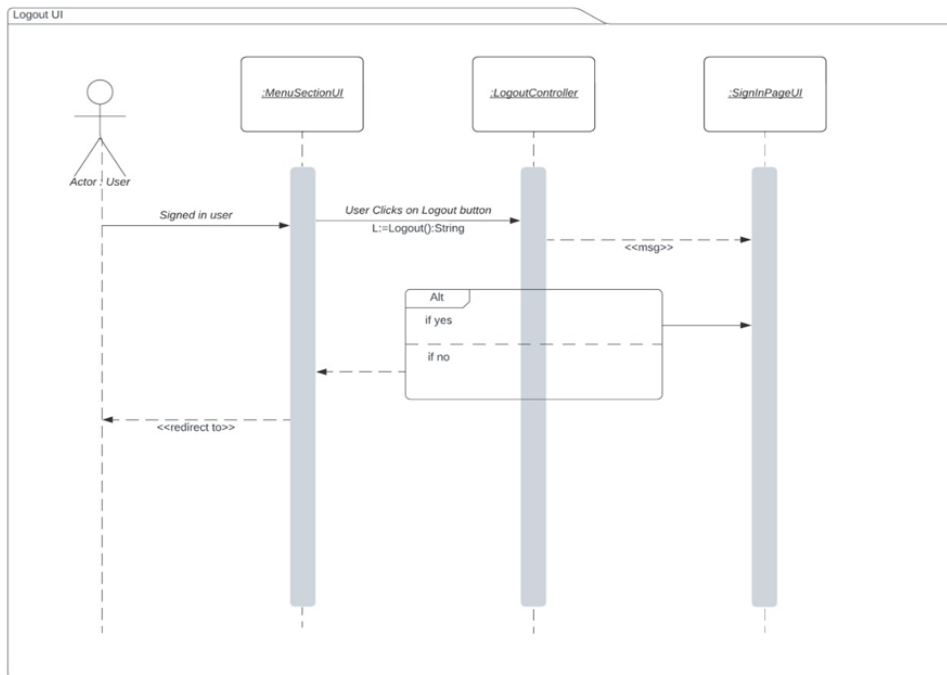 Logout UI
:MenuSectionUI
:LogoutController
:SignInPageUI
Actor : User
Signed in user
User Clicks on Logout button
L:=Logout():String
<<msg>>
Alt
if yes
if no
<<redirect to>>